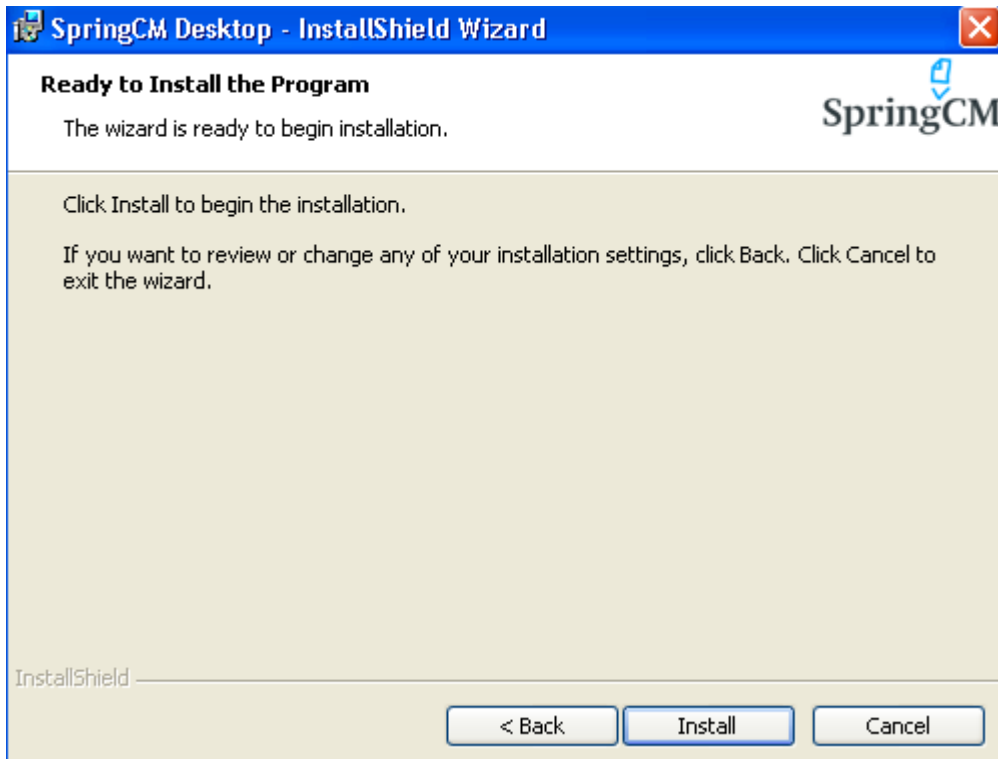 SpringCM Desktop - InstallShield Wizard
Ready to Install the Program
The wizard is ready to begin installation.
SpringCM
Click Install to begin the installation.
If you want to review or change any of your installation settings, click Back. Click Cancel to
exit the wizard.
InstallShield
< Back
Install
Cancel